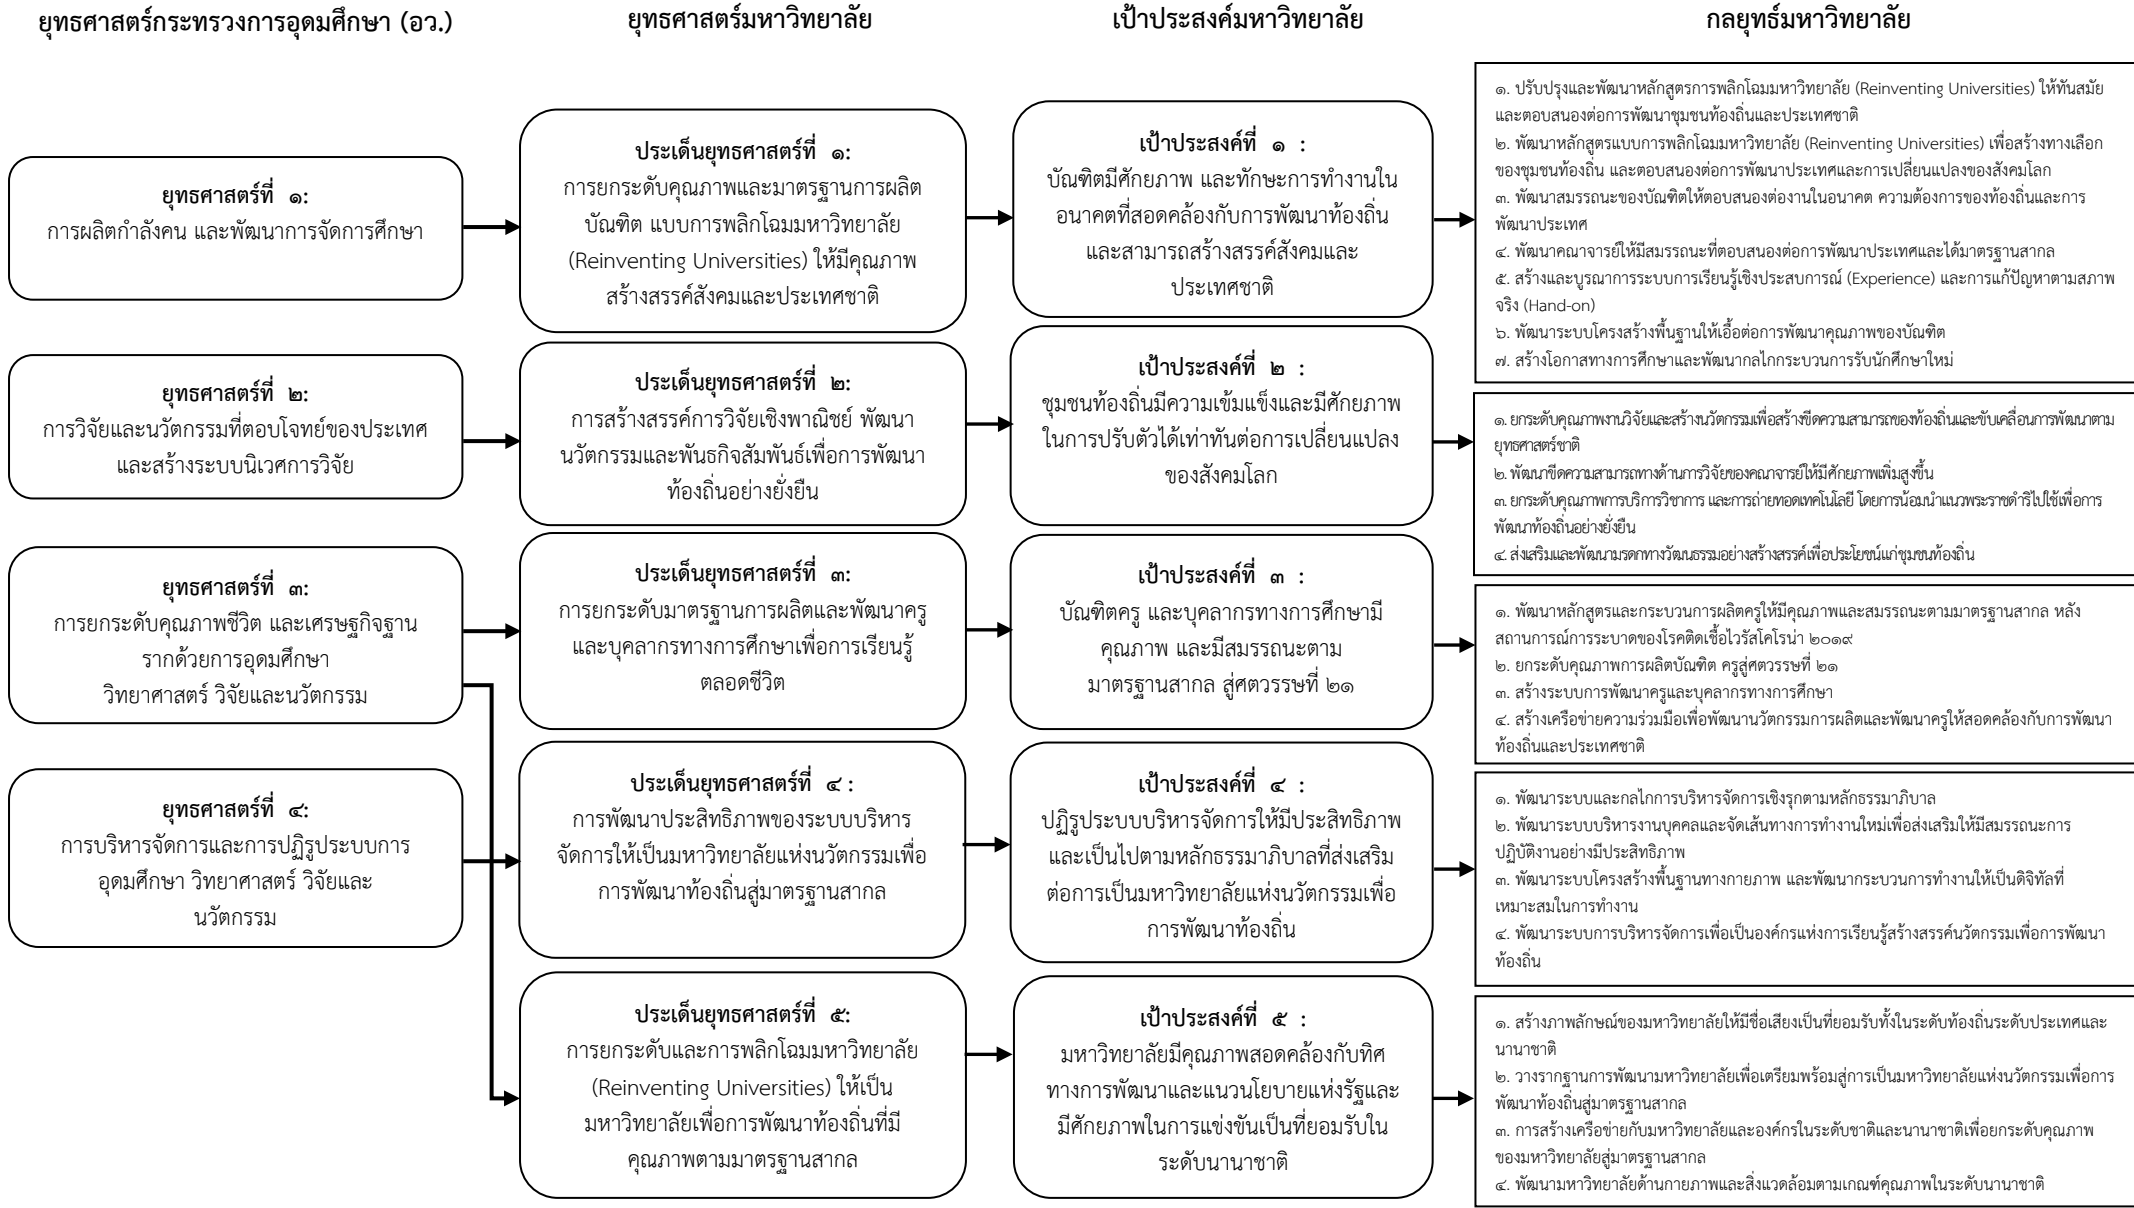 ยุทธศาสตร์กระทรวงการอุดมศึกษา (อว.)
ยุทธศาสตร์มหาวิทยาลัย
เป้าประสงค์มหาวิทยาลัย
กลยุทธ์มหาวิทยาลัย
ยุทธศาสตร์ที่ ๑:
การผลิตกำลังคน และพัฒนาการจัดการศึกษา
ประเด็นยุทธศาสตร์ที่ ๑:
การยกระดับคุณภาพและมาตรฐานการผลิต
บัณฑิต แบบการพลิกโฉมมหาวิทยาลัย
(Reinventing Universities) ให้มีคุณภาพ
สร้างสรรค์สังคมและประเทศชาติ
เป้าประสงค์ที่ ๑ :
บัณฑิตมีศักยภาพ และทักษะการทำงานใน
อนาคตที่สอดคล้องกับการพัฒนาท้องถิ่น
และสามารถสร้างสรรค์สังคมและ
ประเทศชาติ
๑. ปรับปรุงและพัฒนาหลักสูตรการพลิกโฉมมหาวิทยาลัย (Reinventing Universities) ให้ทันสมัย
และตอบสนองต่อการพัฒนาชุมชนท้องถิ่นและประเทศชาติ
๒. พัฒนาหลักสูตรแบบการพลิกโฉมมหาวิทยาลัย (Reinventing Universities) เพื่อสร้างทางเลือก
ของชุมชนท้องถิ่น และตอบสนองต่อการพัฒนาประเทศและการเปลี่ยนแปลงของสังคมโลก
๓. พัฒนาสมรรถนะของบัณฑิตให้ตอบสนองต่องานในอนาคต ความต้องการของท้องถิ่นและการ
พัฒนาประเทศ
๔. พัฒนาคณาจารย์ให้มีสมรรถนะที่ตอบสนองต่อการพัฒนาประเทศและได้มาตรฐานสากล
๕. สร้างและบูรณาการระบบการเรียนรู้เชิงประสบการณ์ (Experience) และการแก้ปัญหาตามสภาพ
จริง (Hand-on)
๖. พัฒนาระบบโครงสร้างพื้นฐานให้เอื้อต่อการพัฒนาคุณภาพของบัณฑิต
๗. สร้างโอกาสทางการศึกษาและพัฒนากลไกกระบวนการรับนักศึกษาใหม่
ยุทธศาสตร์ที่ ๒:
การวิจัยและนวัตกรรมที่ตอบโจทย์ของประเทศ
และสร้างระบบนิเวศการวิจัย
ประเด็นยุทธศาสตร์ที่ ๒:
การสร้างสรรค์การวิจัยเชิงพาณิชย์ พัฒนา
นวัตกรรมและพันธกิจสัมพันธ์เพื่อการพัฒนา
ท้องถิ่นอย่างยั่งยืน
เป้าประสงค์ที่ ๒ :
ชุมชนท้องถิ่นมีความเข้มแข็งและมีศักยภาพ
ในการปรับตัวได้เท่าทันต่อการเปลี่ยนแปลง
ของสังคมโลก
๑. ยกระดับคุณภาพงานวิจัยและสร้างนวัตกรรมเพื่อสร้างขีดความสามารถของท้องถิ่นและขับเคลื่อนการพัฒนาตาม
ยุทธศาสตร์ชาติ
๒. พัฒนาขีดความสามารถทางด้านการวิจัยของคณาจารย์ให้มีศักยภาพเพิ่มสูงขึ้น
๓. ยกระดับคุณภาพการบริการวิชาการ และการถ่ายทอดเทคโนโลยี โดยการน้อมนำแนวพระราชดำริไปใช้เพื่อการ
พัฒนาท้องถิ่นอย่างยั่งยืน
๔. ส่งเสริมและพัฒนามรดกทางวัฒนธรรมอย่างสร้างสรรค์เพื่อประโยชน์แก่ชุมชนท้องถิ่น
ยุทธศาสตร์ที่ ๓:
การยกระดับคุณภาพชีวิต และเศรษฐกิจฐาน
รากด้วยการอุดมศึกษา
วิทยาศาสตร์ วิจัยและนวัตกรรม
ประเด็นยุทธศาสตร์ที่ ๓:
การยกระดับมาตรฐานการผลิตและพัฒนาครู
และบุคลากรทางการศึกษาเพื่อการเรียนรู้
ตลอดชีวิต
เป้าประสงค์ที่ ๓ :
บัณฑิตครู และบุคลากรทางการศึกษามี
คุณภาพ และมีสมรรถนะตาม
มาตรฐานสากล สู่ศตวรรษที่ ๒๑
๑. พัฒนาหลักสูตรและกระบวนการผลิตครูให้มีคุณภาพและสมรรถนะตามมาตรฐานสากล หลัง
สถานการณ์การระบาดของโรคติดเชื้อไวรัสโคโรน่า ๒๐๑๙
๒. ยกระดับคุณภาพการผลิตบัณฑิต ครูสู่ศตวรรษที่ ๒๑
๓. สร้างระบบการพัฒนาครูและบุคลากรทางการศึกษา
๔. สร้างเครือข่ายความร่วมมือเพื่อพัฒนานวัตกรรมการผลิตและพัฒนาครูให้สอดคล้องกับการพัฒนา
ท้องถิ่นและประเทศชาติ
ยุทธศาสตร์ที่ ๔:
การบริหารจัดการและการปฏิรูประบบการ
อุดมศึกษา วิทยาศาสตร์ วิจัยและ
นวัตกรรม
ประเด็นยุทธศาสตร์ที่ ๔ :
การพัฒนาประสิทธิภาพของระบบบริหาร
จัดการให้เป็นมหาวิทยาลัยแห่งนวัตกรรมเพื่อ
การพัฒนาท้องถิ่นสู่มาตรฐานสากล
เป้าประสงค์ที่ ๔ :
ปฏิรูประบบบริหารจัดการให้มีประสิทธิภาพ
และเป็นไปตามหลักธรรมาภิบาลที่ส่งเสริม
ต่อการเป็นมหาวิทยาลัยแห่งนวัตกรรมเพื่อ
การพัฒนาท้องถิ่น
๑. พัฒนาระบบและกลไกการบริหารจัดการเชิงรุกตามหลักธรรมาภิบาล
๒. พัฒนาระบบบริหารงานบุคคลและจัดเส้นทางการทำงานใหม่เพื่อส่งเสริมให้มีสมรรถนะการ
ปฏิบัติงานอย่างมีประสิทธิภาพ
๓. พัฒนาระบบโครงสร้างพื้นฐานทางกายภาพ และพัฒนากระบวนการทำงานให้เป็นดิจิทัลที่
เหมาะสมในการทำงาน
๔. พัฒนาระบบการบริหารจัดการเพื่อเป็นองค์กรแห่งการเรียนรู้สร้างสรรค์นวัตกรรมเพื่อการพัฒนา
ท้องถิ่น
ประเด็นยุทธศาสตร์ที่ ๕:
การยกระดับและการพลิกโฉมมหาวิทยาลัย
(Reinventing Universities) ให้เป็น
มหาวิทยาลัยเพื่อการพัฒนาท้องถิ่นที่มี
คุณภาพตามมาตรฐานสากล
เป้าประสงค์ที่ ๕ :
มหาวิทยาลัยมีคุณภาพสอดคล้องกับทิศ
ทางการพัฒนาและแนวนโยบายแห่งรัฐและ
มีศักยภาพในการแข่งขันเป็นที่ยอมรับใน
ระดับนานาชาติ
๑. สร้างภาพลักษณ์ของมหาวิทยาลัยให้มีชื่อเสียงเป็นที่ยอมรับทั้งในระดับท้องถิ่นระดับประเทศและ
นานาชาติ
๒. วางรากฐานการพัฒนามหาวิทยาลัยเพื่อเตรียมพร้อมสู่การเป็นมหาวิทยาลัยแห่งนวัตกรรมเพื่อการ
พัฒนาท้องถิ่นสู่มาตรฐานสากล
๓. การสร้างเครือข่ายกับมหาวิทยาลัยและองค์กรในระดับชาติและนานาชาติเพื่อยกระดับคุณภาพ
ของมหาวิทยาลัยสู่มาตรฐานสากล
๔. พัฒนามหาวิทยาลัยด้านกายภาพและสิ่งแวดล้อมตามเกณฑ์คุณภาพในระดับนานาชาติ